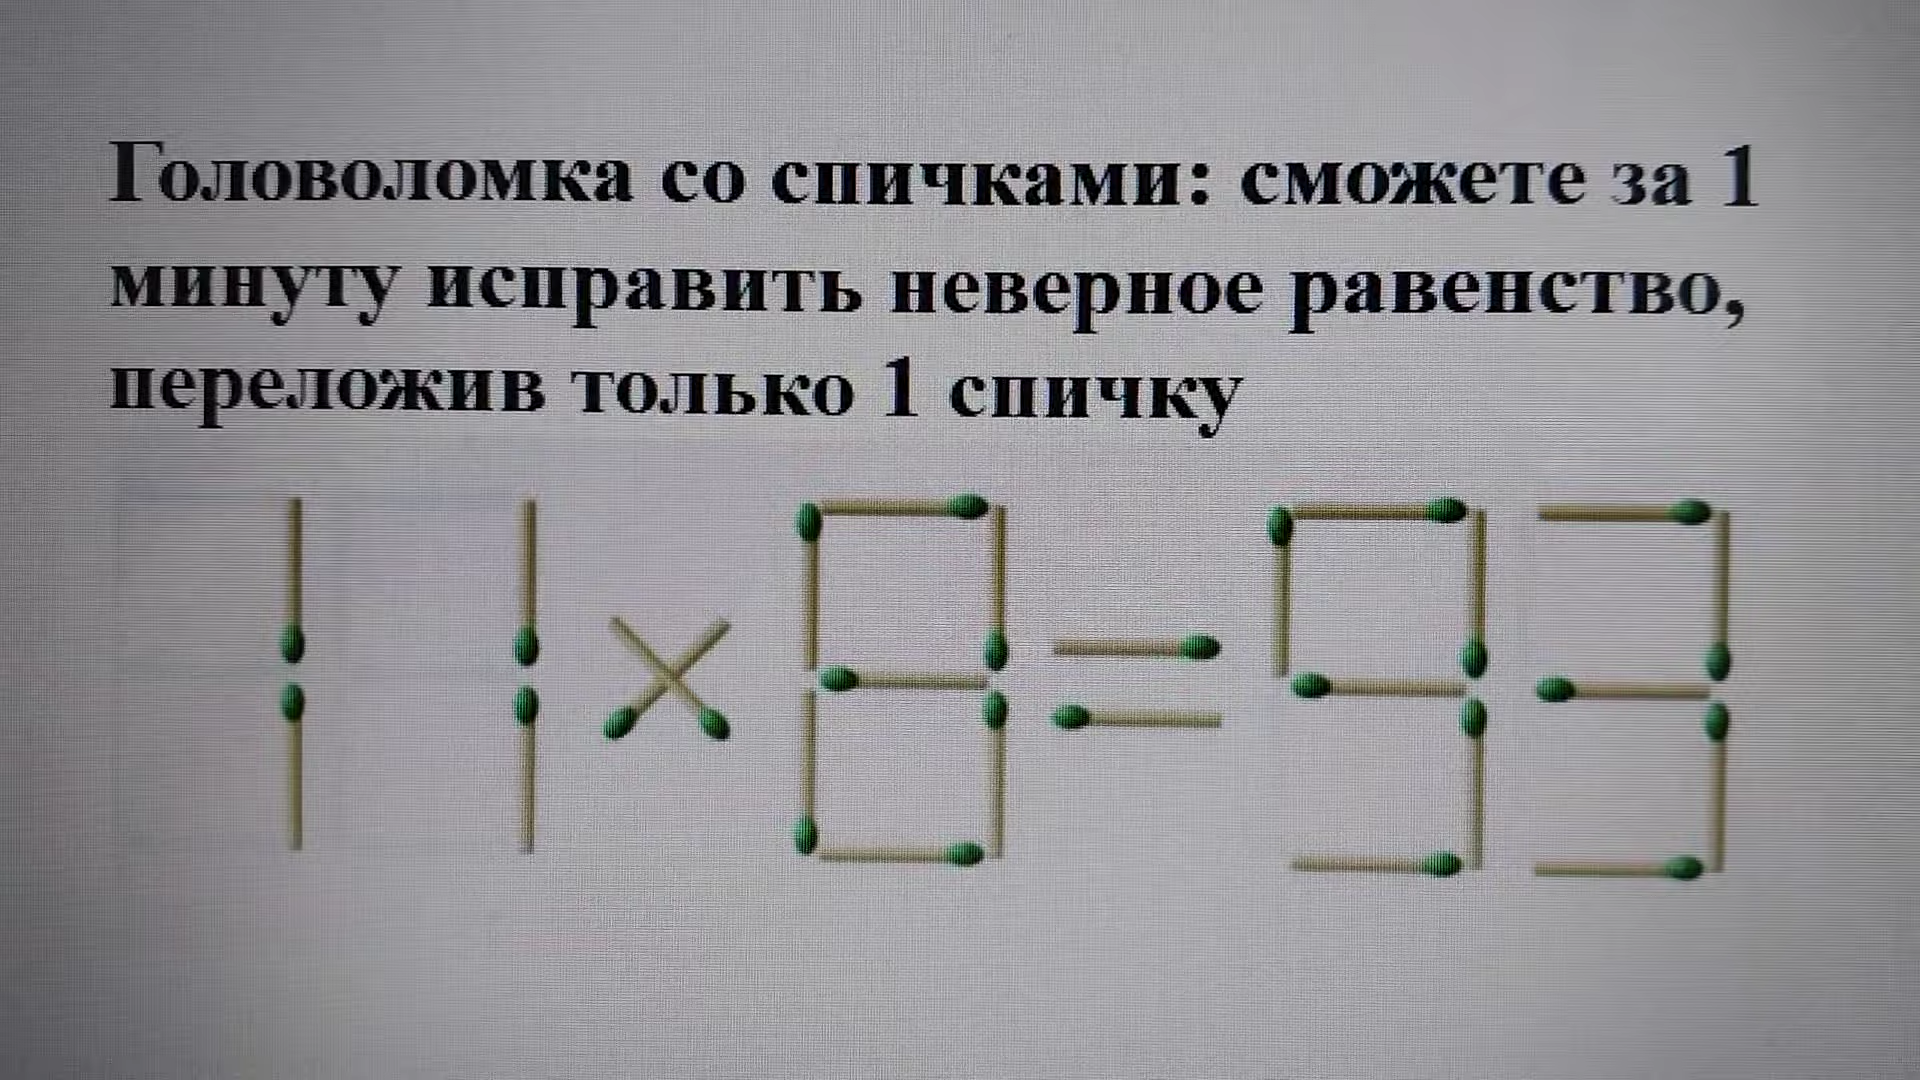 Головоломка со спичками: сможете за 1
минуту исправить неверное равенство,
переложив только 1 спичку
11×8=93